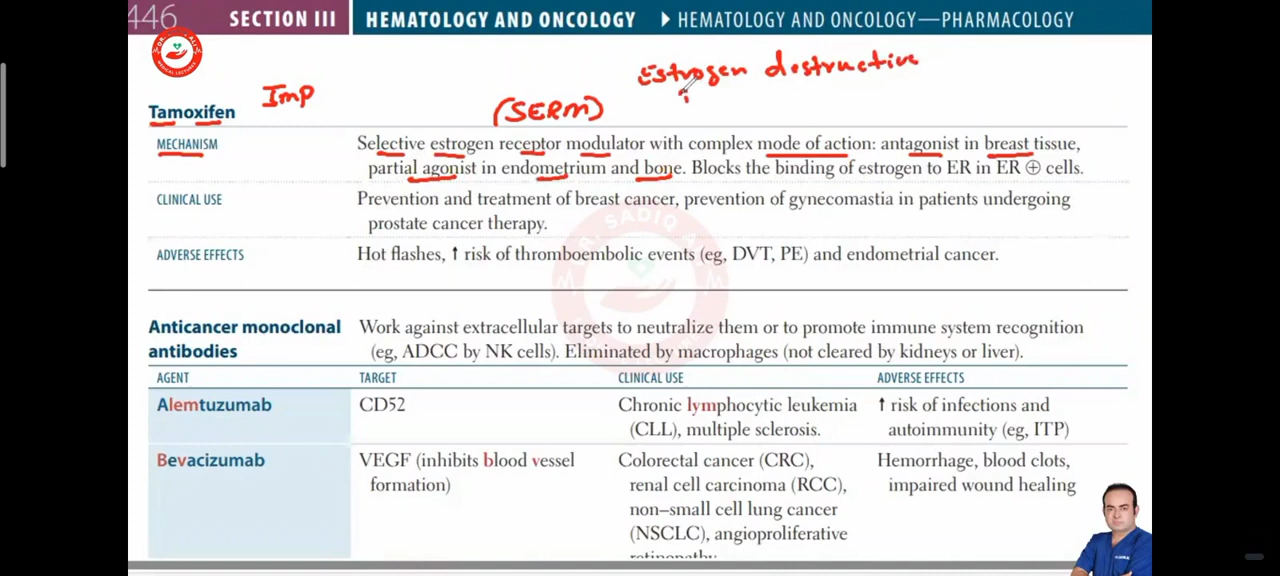 446 SECTION III HEMATOLOGY AND ONCOLOGY ▶ HEMATOLOGY AND ONCOLOGY—PHARMACOLOGY
Estrogen destructive
Imp
Tamoxifen (SERM)
MECHANISM Selective estrogen receptor modulator with complex mode of action: antagonist in breast tissue,
partial agonist in endometrium and bone. Blocks the binding of estrogen to ER in ER ⊕ cells.
CLINICAL USE Prevention and treatment of breast cancer, prevention of gynecomastia in patients undergoing
prostate cancer therapy.
DR. SADIQ ALI
ADVERSE EFFECTS Hot flashes, ↑ risk of thromboembolic events (eg, DVT, PE) and endometrial cancer.
Anticancer monoclonal Work against extracellular targets to neutralize them or to promote immune system recognition
antibodies (eg, ADCC by NK cells). Eliminated by macrophages (not cleared by kidneys or liver).
AGENT TARGET CLINICAL USE ADVERSE EFFECTS
Alemtuzumab CD52 Chronic lymphocytic leukemia ↑ risk of infections and
(CLL), multiple sclerosis. autoimmunity (eg, ITP)
Bevacizumab VEGF (inhibits blood vessel Colorectal cancer (CRC), Hemorrhage, blood clots,
formation) renal cell carcinoma (RCC), impaired wound healing
non–small cell lung cancer
(NSCLC), angioproliferative
retinopathy